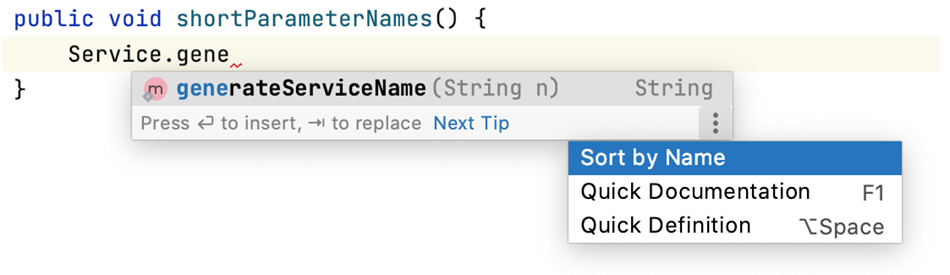 public void shortParameterNames() {
Service.gene
}
m generateServiceName(String n) String
Press ↩ to insert, ⇥ to replace Next Tip
Sort by Name
Quick Documentation F1
Quick Definition ⌥Space